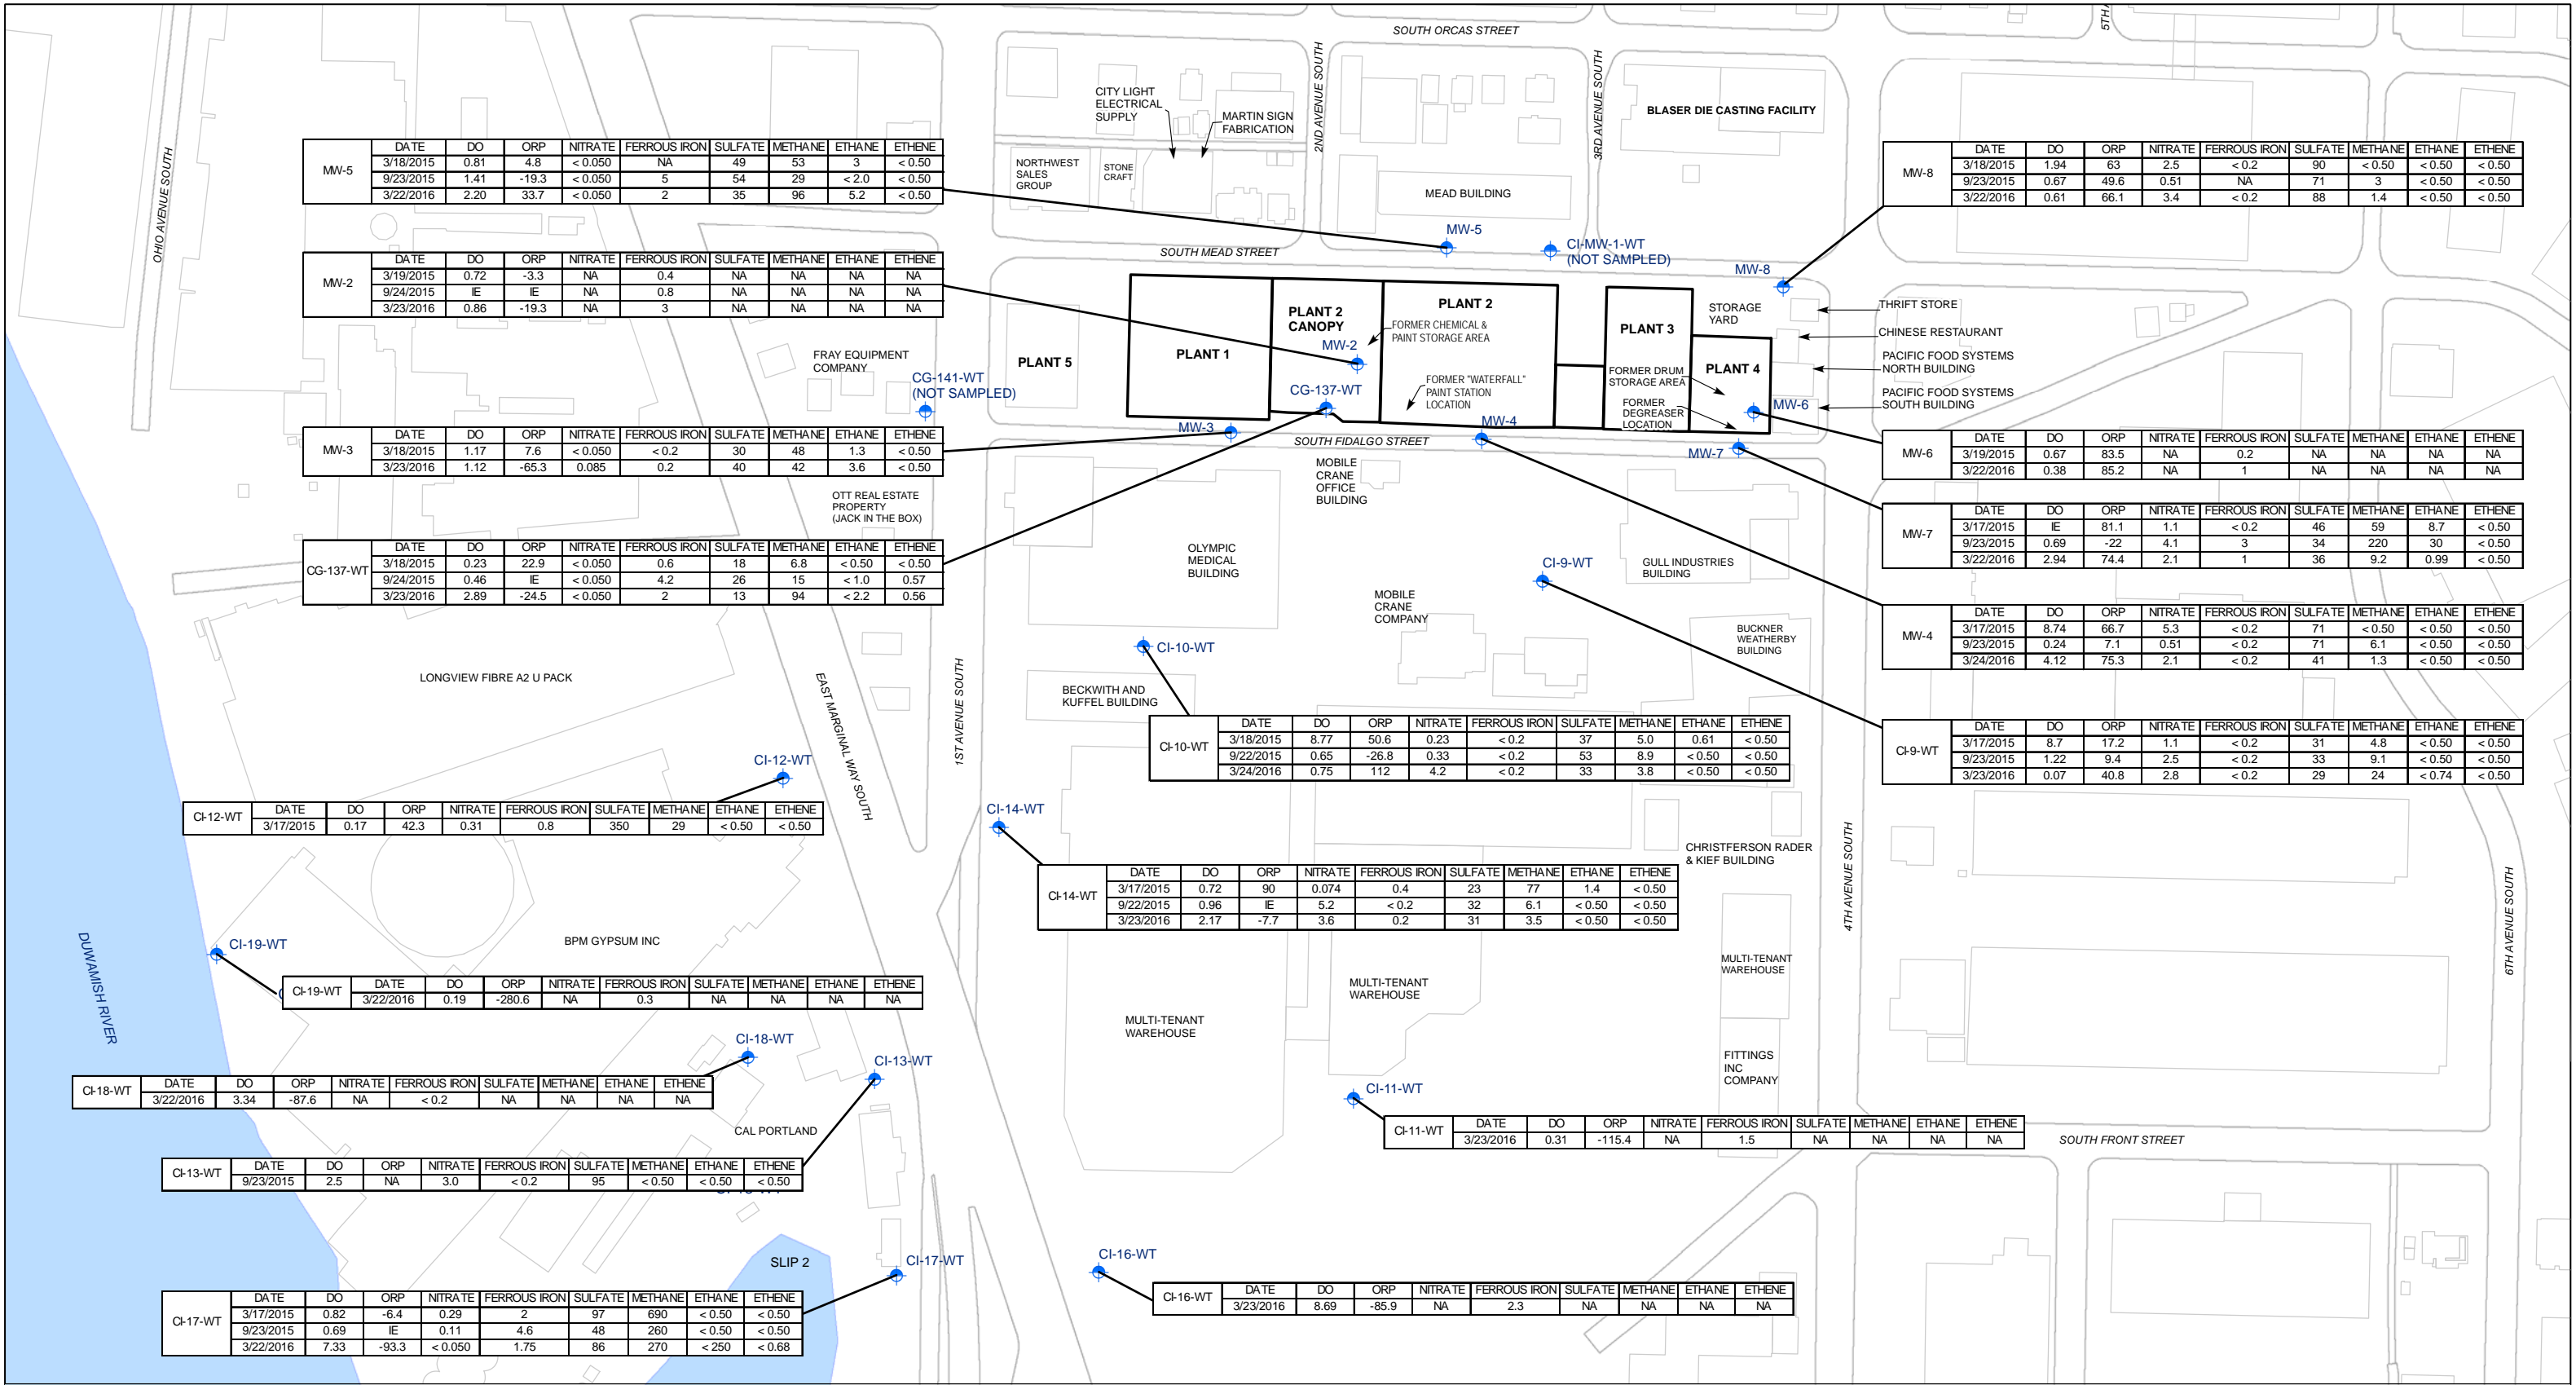 SOUTH ORCAS STREET
5TH
OHIO AVENUE SOUTH
2ND AVENUE SOUTH
3RD AVENUE SOUTH
CITY LIGHT
ELECTRICAL
SUPPLY
MARTIN SIGN
FABRICATION
BLASER DIE CASTING FACILITY
NORTHWEST
SALES
GROUP
STONE
CRAFT
MEAD BUILDING
MW-5 DATE DO ORP NITRATE FERROUS IRON SULFATE METHANE ETHANE ETHENE
3/18/2015 0.81 4.8 < 0.050 NA 49 53 3 < 0.50
9/23/2015 1.41 -19.3 < 0.050 5 54 29 < 2.0 < 0.50
3/22/2016 2.20 33.7 < 0.050 2 35 96 5.2 < 0.50
MW-8 DATE DO ORP NITRATE FERROUS IRON SULFATE METHANE ETHANE ETHENE
3/18/2015 1.94 63 2.5 < 0.2 90 < 0.50 < 0.50 < 0.50
9/23/2015 0.67 49.6 0.51 NA 71 3 < 0.50 < 0.50
3/22/2016 0.61 66.1 3.4 < 0.2 88 1.4 < 0.50 < 0.50
MW-5
CI-MW-1-WT
(NOT SAMPLED)
SOUTH MEAD STREET
MW-8
MW-2 DATE DO ORP NITRATE FERROUS IRON SULFATE METHANE ETHANE ETHENE
3/19/2015 0.72 -3.3 NA 0.4 NA NA NA NA
9/24/2015 IE IE NA 0.8 NA NA NA NA
3/23/2016 0.86 -19.3 NA 3 NA NA NA NA
PLANT 5
PLANT 1
PLANT 2
CANOPY
PLANT 2
FORMER CHEMICAL &
PAINT STORAGE AREA
MW-2
CG-137-WT
FORMER "WATERFALL"
PAINT STATION
LOCATION
PLANT 3
STORAGE
YARD
PLANT 4
FORMER DRUM
STORAGE AREA
FORMER
DEGREASER
LOCATION
MW-6
THRIFT STORE
CHINESE RESTAURANT
PACIFIC FOOD SYSTEMS
NORTH BUILDING
PACIFIC FOOD SYSTEMS
SOUTH BUILDING
FRAY EQUIPMENT
COMPANY
CG-141-WT
(NOT SAMPLED)
MW-3
MW-4
SOUTH FIDALGO STREET
MW-7
MW-3 DATE DO ORP NITRATE FERROUS IRON SULFATE METHANE ETHANE ETHENE
3/18/2015 1.17 7.6 < 0.050 < 0.2 30 48 1.3 < 0.50
3/23/2016 1.12 -65.3 0.085 0.2 40 42 3.6 < 0.50
MW-6 DATE DO ORP NITRATE FERROUS IRON SULFATE METHANE ETHANE ETHENE
3/19/2015 0.67 83.5 NA 0.2 NA NA NA NA
3/22/2016 0.38 85.2 NA 1 NA NA NA NA
MOBILE
CRANE
OFFICE
BUILDING
OTT REAL ESTATE
PROPERTY
(JACK IN THE BOX)
MW-7 DATE DO ORP NITRATE FERROUS IRON SULFATE METHANE ETHANE ETHENE
3/17/2015 IE 81.1 1.1 < 0.2 46 59 8.7 < 0.50
9/23/2015 0.69 -22 4.1 3 34 220 30 < 0.50
3/22/2016 2.94 74.4 2.1 1 36 9.2 0.99 < 0.50
CG-137-WT DATE DO ORP NITRATE FERROUS IRON SULFATE METHANE ETHANE ETHENE
3/18/2015 0.23 22.9 < 0.050 0.6 18 6.8 < 0.50 < 0.50
9/24/2015 0.46 IE < 0.050 4.2 26 15 < 1.0 0.57
3/23/2016 2.89 -24.5 < 0.050 2 13 94 < 2.2 0.56
OLYMPIC
MEDICAL
BUILDING
CI-9-WT
GULL INDUSTRIES
BUILDING
MOBILE
CRANE
COMPANY
BUCKNER
WEATHERBY
BUILDING
MW-4 DATE DO ORP NITRATE FERROUS IRON SULFATE METHANE ETHANE ETHENE
3/17/2015 8.74 66.7 5.3 < 0.2 71 < 0.50 < 0.50 < 0.50
9/23/2015 0.24 7.1 0.51 < 0.2 71 6.1 < 0.50 < 0.50
3/24/2016 4.12 75.3 2.1 < 0.2 41 1.3 < 0.50 < 0.50
CI-10-WT
LONGVIEW FIBRE A2 U PACK
EAST MARGINAL WAY SOUTH
1ST AVENUE SOUTH
BECKWITH AND
KUFFEL BUILDING
CI-10-WT DATE DO ORP NITRATE FERROUS IRON SULFATE METHANE ETHANE ETHENE
3/18/2015 8.77 50.6 0.23 < 0.2 37 5.0 0.61 < 0.50
9/22/2015 0.65 -26.8 0.33 < 0.2 53 8.9 < 0.50 < 0.50
3/24/2016 0.75 112 4.2 < 0.2 33 3.8 < 0.50 < 0.50
CI-9-WT DATE DO ORP NITRATE FERROUS IRON SULFATE METHANE ETHANE ETHENE
3/17/2015 8.7 17.2 1.1 < 0.2 31 4.8 < 0.50 < 0.50
9/23/2015 1.22 9.4 2.5 < 0.2 33 9.1 < 0.50 < 0.50
3/23/2016 0.07 40.8 2.8 < 0.2 29 24 < 0.74 < 0.50
CI-12-WT
CI-12-WT DATE DO ORP NITRATE FERROUS IRON SULFATE METHANE ETHANE ETHENE
3/17/2015 0.17 42.3 0.31 0.8 350 29 < 0.50 < 0.50
CI-14-WT
4TH AVENUE SOUTH
CHRISTFERSON RADER
& KIEF BUILDING
CI-14-WT DATE DO ORP NITRATE FERROUS IRON SULFATE METHANE ETHANE ETHENE
3/17/2015 0.72 90 0.074 0.4 23 77 1.4 < 0.50
9/22/2015 0.96 IE 5.2 < 0.2 32 6.1 < 0.50 < 0.50
3/23/2016 2.17 -7.7 3.6 0.2 31 3.5 < 0.50 < 0.50
6TH AVENUE SOUTH
DUWAMISH RIVER
CI-19-WT
BPM GYPSUM INC
CI-19-WT DATE DO ORP NITRATE FERROUS IRON SULFATE METHANE ETHANE ETHENE
3/22/2016 0.19 -280.6 NA 0.3 NA NA NA NA
MULTI-TENANT
WAREHOUSE
MULTI-TENANT
WAREHOUSE
MULTI-TENANT
WAREHOUSE
CI-18-WT
CI-13-WT
FITTINGS
INC
COMPANY
CI-18-WT DATE DO ORP NITRATE FERROUS IRON SULFATE METHANE ETHANE ETHENE
3/22/2016 3.34 -87.6 NA < 0.2 NA NA NA NA
CI-11-WT
CAL PORTLAND
CI-11-WT DATE DO ORP NITRATE FERROUS IRON SULFATE METHANE ETHANE ETHENE
3/23/2016 0.31 -115.4 NA 1.5 NA NA NA NA
SOUTH FRONT STREET
CI-13-WT DATE DO ORP NITRATE FERROUS IRON SULFATE METHANE ETHANE ETHENE
9/23/2015 2.5 NA 3.0 < 0.2 95 < 0.50 < 0.50 < 0.50
SLIP 2
CI-17-WT
CI-16-WT
CI-17-WT DATE DO ORP NITRATE FERROUS IRON SULFATE METHANE ETHANE ETHENE
3/17/2015 0.82 -6.4 0.29 2 97 690 < 0.50 < 0.50
9/23/2015 0.69 IE 0.11 4.6 48 260 < 0.50 < 0.50
3/22/2016 7.33 -93.3 < 0.050 1.75 86 270 < 250 < 0.68
CI-16-WT DATE DO ORP NITRATE FERROUS IRON SULFATE METHANE ETHANE ETHENE
3/23/2016 8.69 -85.9 NA 2.3 NA NA NA NA